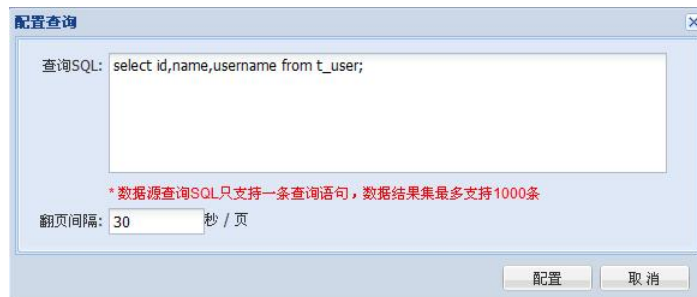 配置查询
查询SQL: select id,name,username from t_user;
* 数据源查询SQL只支持一条查询语句，数据结果集最多支持1000条
翻页间隔: 30 秒 / 页
配置 取消